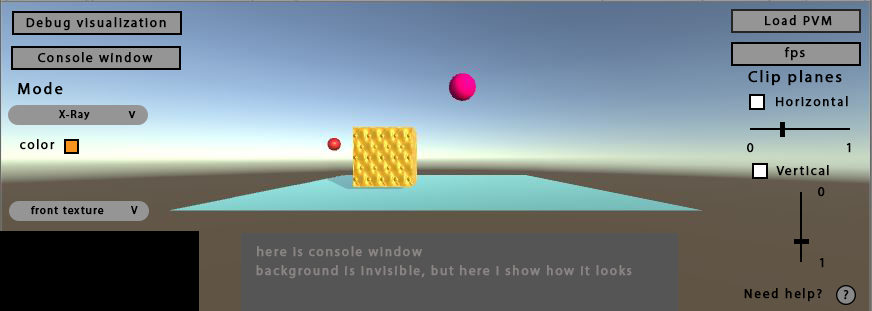 Debug visualization
Console window
Mode
X-Ray v
color
front texture v
here is console window
background is invisible, but here I show how it looks
Load PVM
fps
Clip planes
Horizontal
0 1
Vertical
0
1
Need help? ?